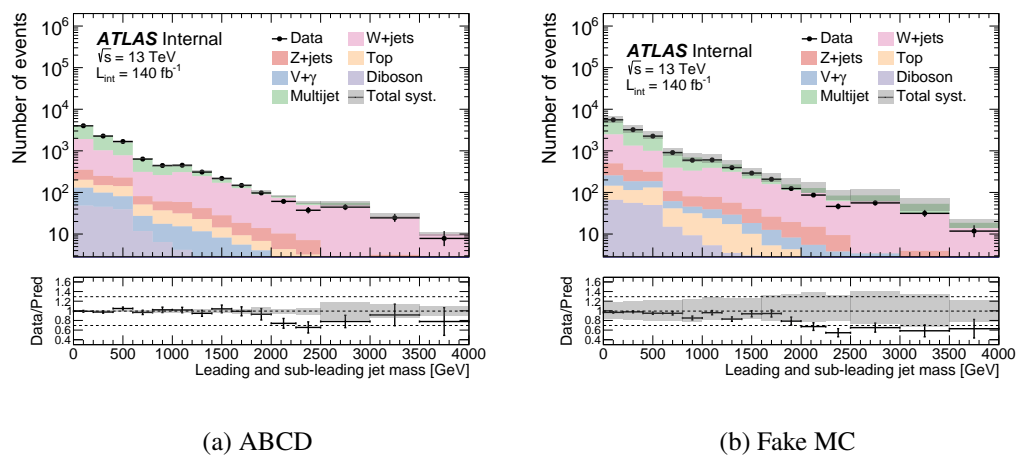 Number of events
10⁶
10⁵
10⁴
10³
10²
10
ATLAS Internal
√s = 13 TeV
L_int = 140 fb⁻¹
Data
W+jets
Z+jets
Top
V+γ
Diboson
Multijet
Total syst.
Data/Pred
1.6
1.4
1.2
1
0.8
0.6
0.4
0 500 1000 1500 2000 2500 3000 3500 4000
Leading and sub-leading jet mass [GeV]
(a) ABCD
Number of events
10⁶
10⁵
10⁴
10³
10²
10
ATLAS Internal
√s = 13 TeV
L_int = 140 fb⁻¹
Data
W+jets
Z+jets
Top
V+γ
Diboson
Multijet
Total syst.
Data/Pred
1.6
1.4
1.2
1
0.8
0.6
0.4
0 500 1000 1500 2000 2500 3000 3500 4000
Leading and sub-leading jet mass [GeV]
(b) Fake MC